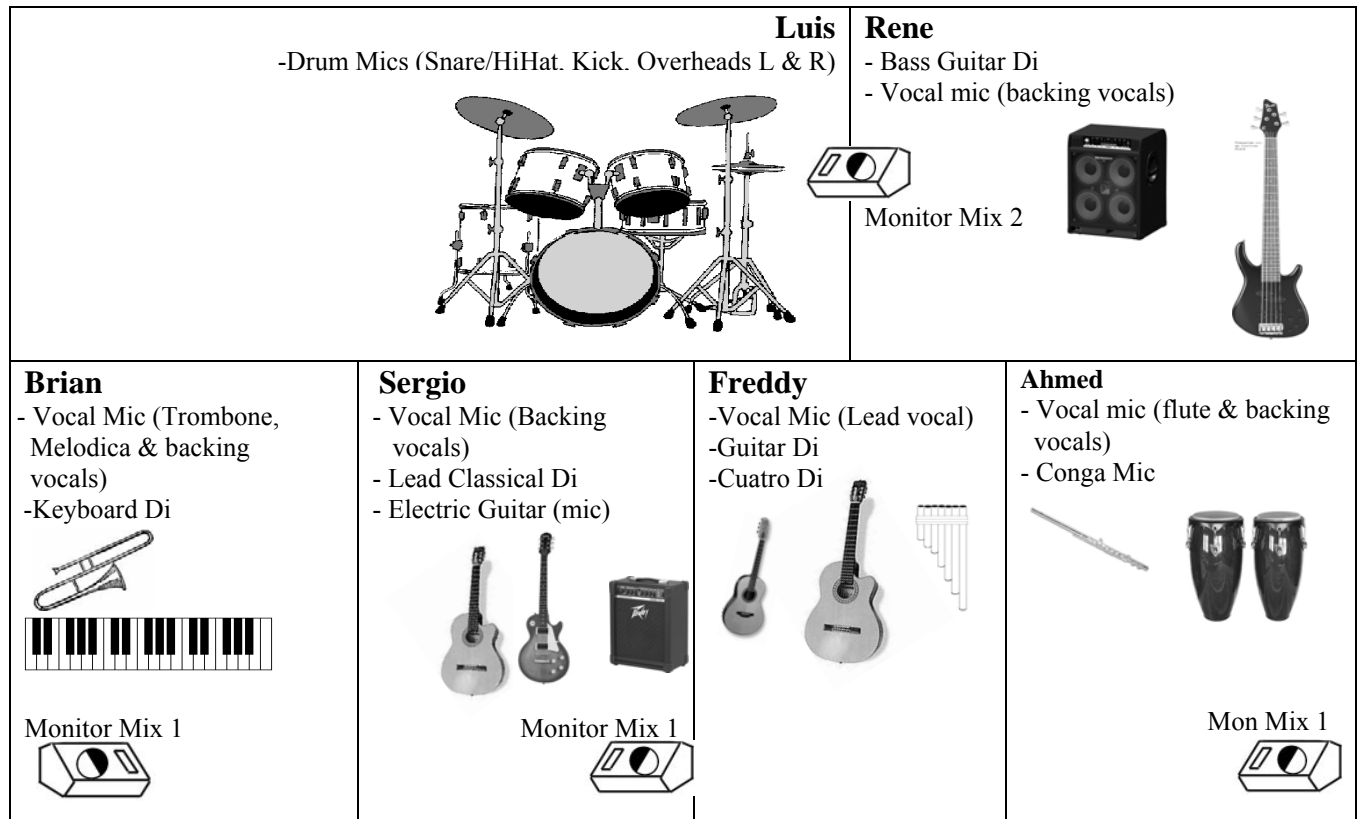 Luis
-Drum Mics (Snare/HiHat, Kick, Overheads L & R)
Rene
- Bass Guitar Di
- Vocal mic (backing vocals)
Monitor Mix 2
Brian
- Vocal Mic (Trombone,
Melodica & backing
vocals)
-Keyboard Di
Monitor Mix 1
Sergio
- Vocal Mic (Backing
vocals)
- Lead Classical Di
- Electric Guitar (mic)
PEAVEY
Monitor Mix 1
Freddy
-Vocal Mic (Lead vocal)
-Guitar Di
-Cuatro Di
Ahmed
- Vocal mic (flute & backing
vocals)
- Conga Mic
Mon Mix 1